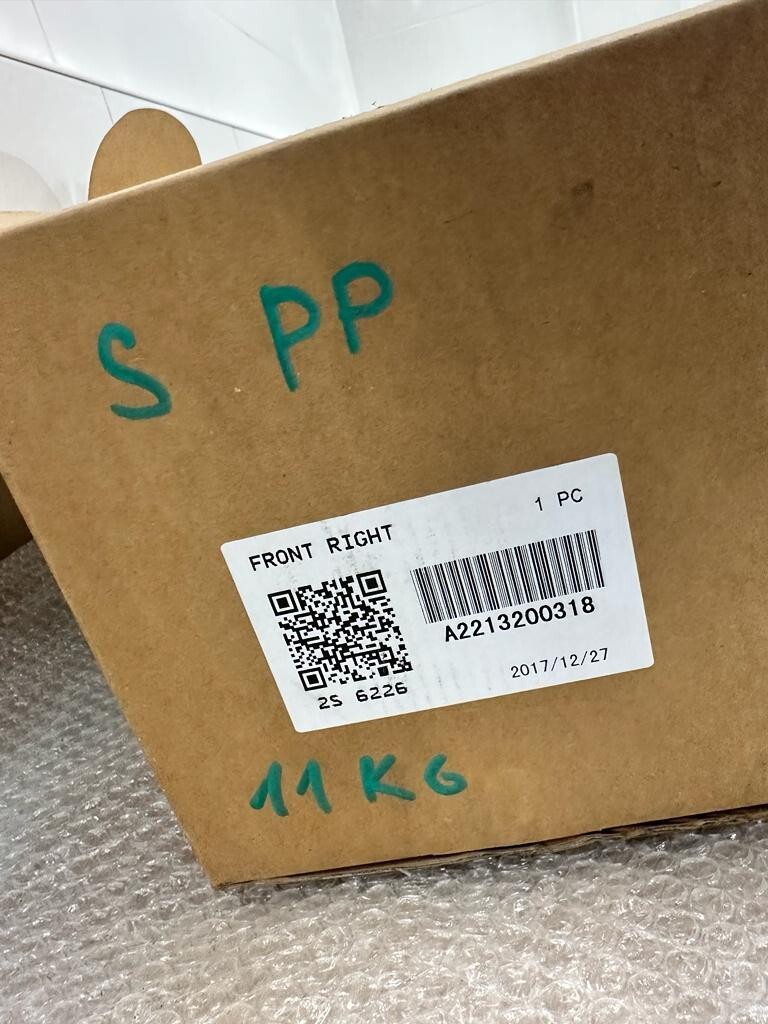 S PP
1 PC
FRONT RIGHT
A2213200318
2S 6226
2017/12/27
11 KG